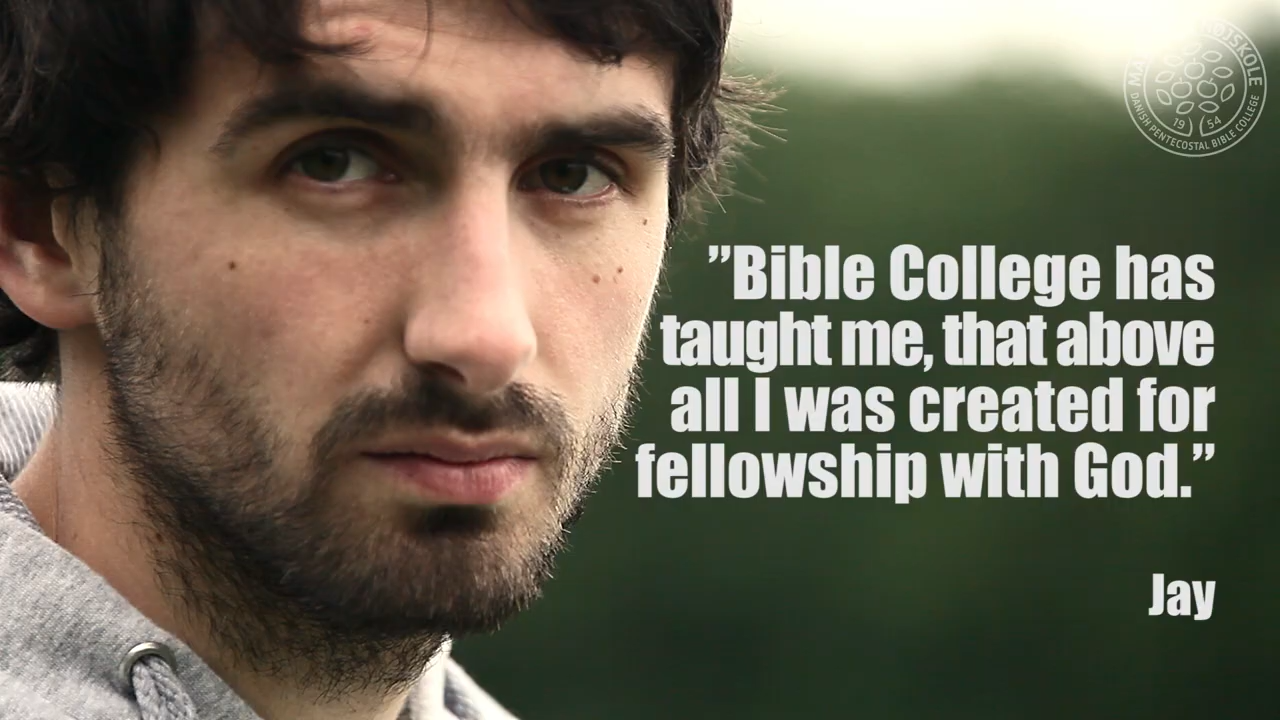 ”Bible College has
taught me, that above
all I was created for
fellowship with God.”
Jay
DANISH PENTECOSTAL BIBLE COLLEGE
19 54